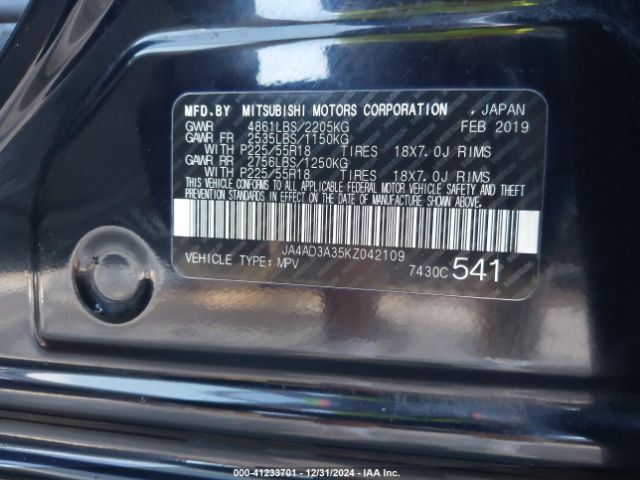 MFD.BY MITSUBISHI MOTORS CORPORATION , JAPAN
GVWR 4861LBS/2205KG FEB 2019
GAWR FR 2535LBS/1150KG
WITH P225/55R18 TIRES 18X7.0J RIMS
GAWR RR 2756LBS/1250KG
WITH P225/55R18 TIRES 18X7.0J RIMS
THIS VEHICLE CONFORMS TO ALL APPLICABLE FEDERAL MOTOR VEHICLE SAFETY AND THEFT
PREVENTION STANDARDS IN EFFECT ON THE DATE OF MANUFACTURE SHOWN ABOVE.
JA4AD3A35KZ042109
VEHICLE TYPE: MPV 7430C 541
000-41233701 - 12/31/2024 - IAA Inc.